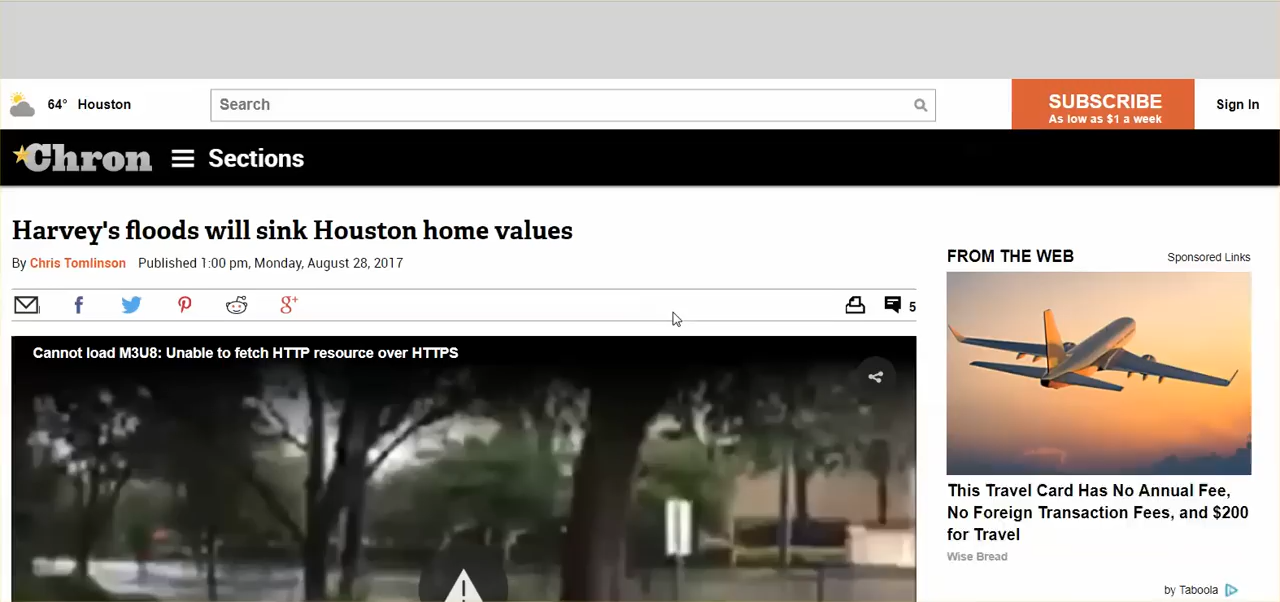 64° Houston
Search
SUBSCRIBE
As low as $1 a week
Sign In
Chron
Sections
Harvey's floods will sink Houston home values
By Chris Tomlinson Published 1:00 pm, Monday, August 28, 2017
FROM THE WEB
Sponsored Links
f
g+
5
Cannot load M3U8: Unable to fetch HTTP resource over HTTPS
This Travel Card Has No Annual Fee,
No Foreign Transaction Fees, and $200
for Travel
Wise Bread
by Taboola